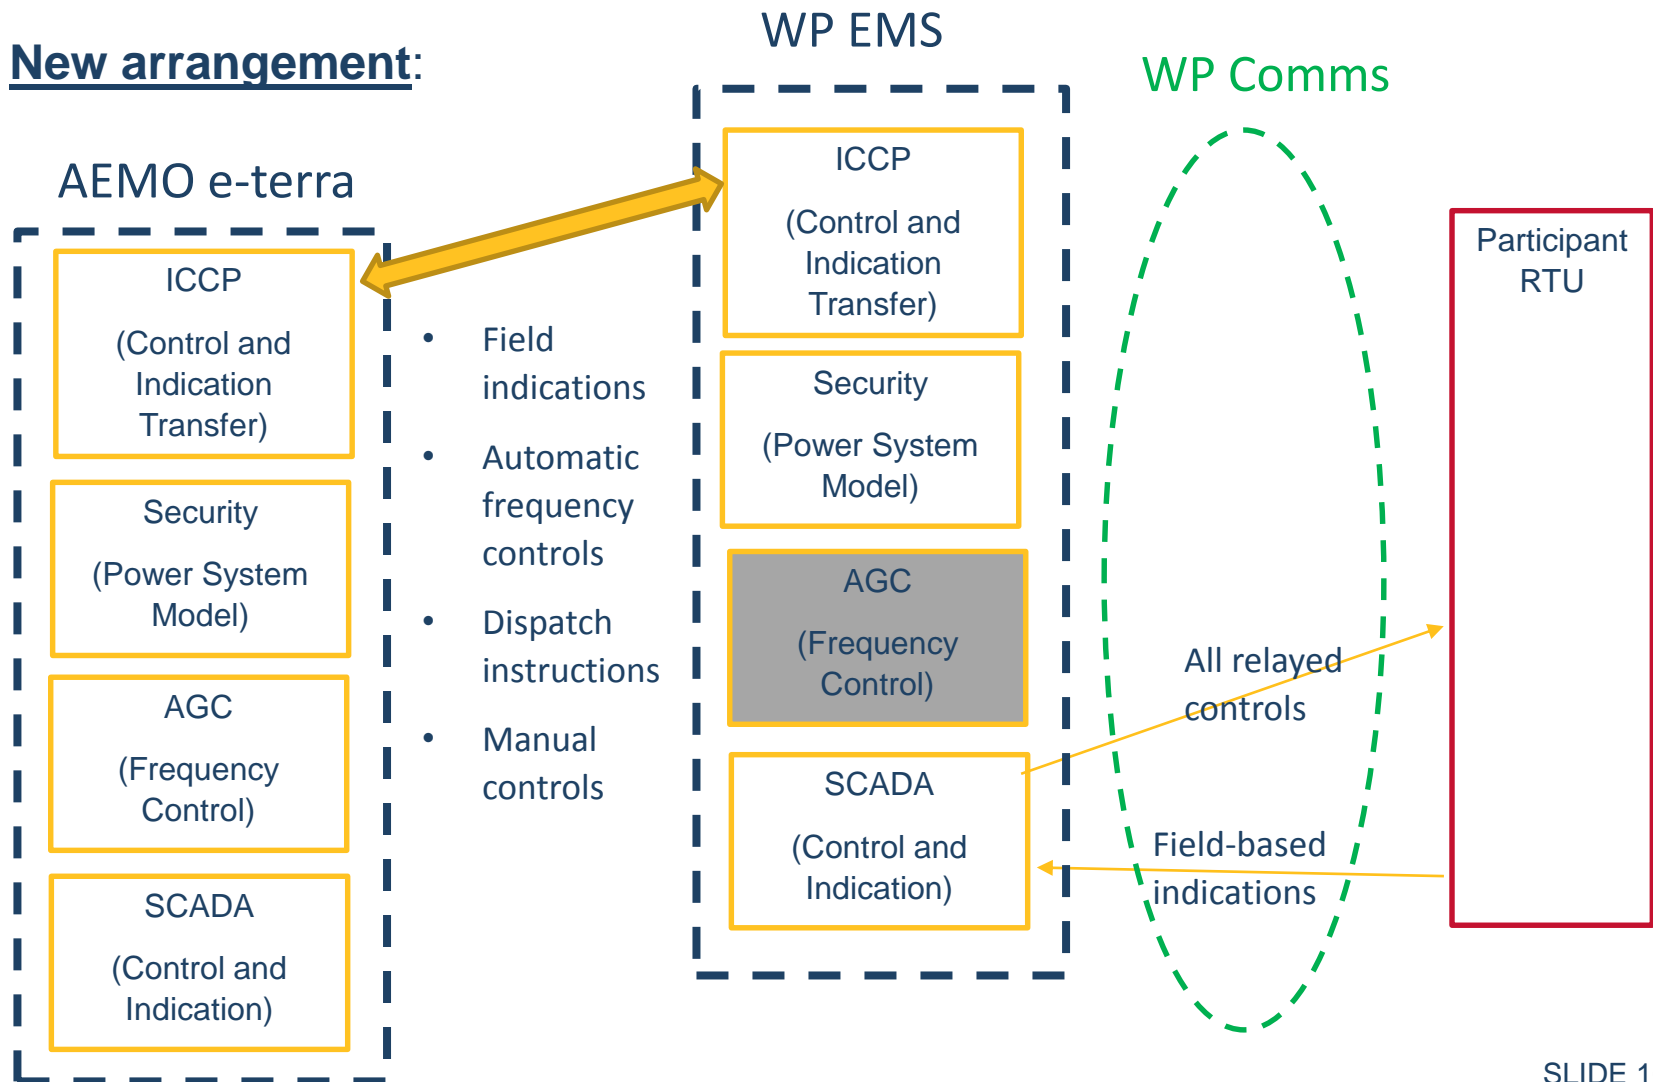 New arrangement:
WP EMS
WP Comms
AEMO e-terra
ICCP
(Control and
Indication
Transfer)
Security
(Power System
Model)
AGC
(Frequency
Control)
SCADA
(Control and
Indication)
• Field
indications
• Automatic
frequency
controls
• Dispatch
instructions
• Manual
controls
ICCP
(Control and
Indication
Transfer)
Security
(Power System
Model)
AGC
(Frequency
Control)
SCADA
(Control and
Indication)
All relayed
controls
Field-based
indications
Participant
RTU
SLIDE 1